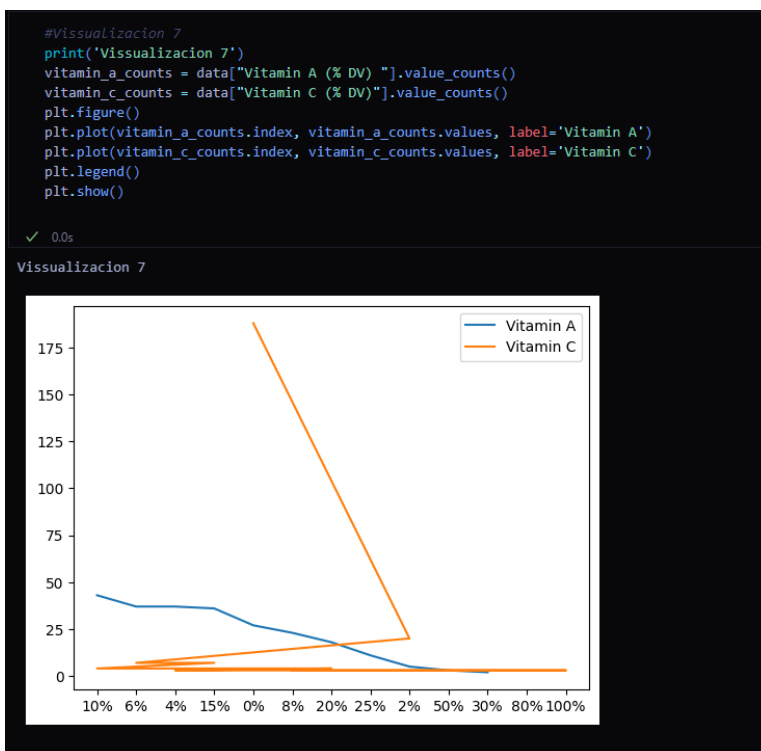 #Vissualizacion 7
print('Vissualizacion 7')
vitamin_a_counts = data["Vitamin A (% DV) "].value_counts()
vitamin_c_counts = data["Vitamin C (% DV)"].value_counts()
plt.figure()
plt.plot(vitamin_a_counts.index, vitamin_a_counts.values, label='Vitamin A')
plt.plot(vitamin_c_counts.index, vitamin_c_counts.values, label='Vitamin C')
plt.legend()
plt.show()
✓ 0.0s
Vissualizacion 7
Vitamin A
Vitamin C
175
150
125
100
75
50
25
0
10% 6% 4% 15% 0% 8% 20% 25% 2% 50% 30% 80% 100%